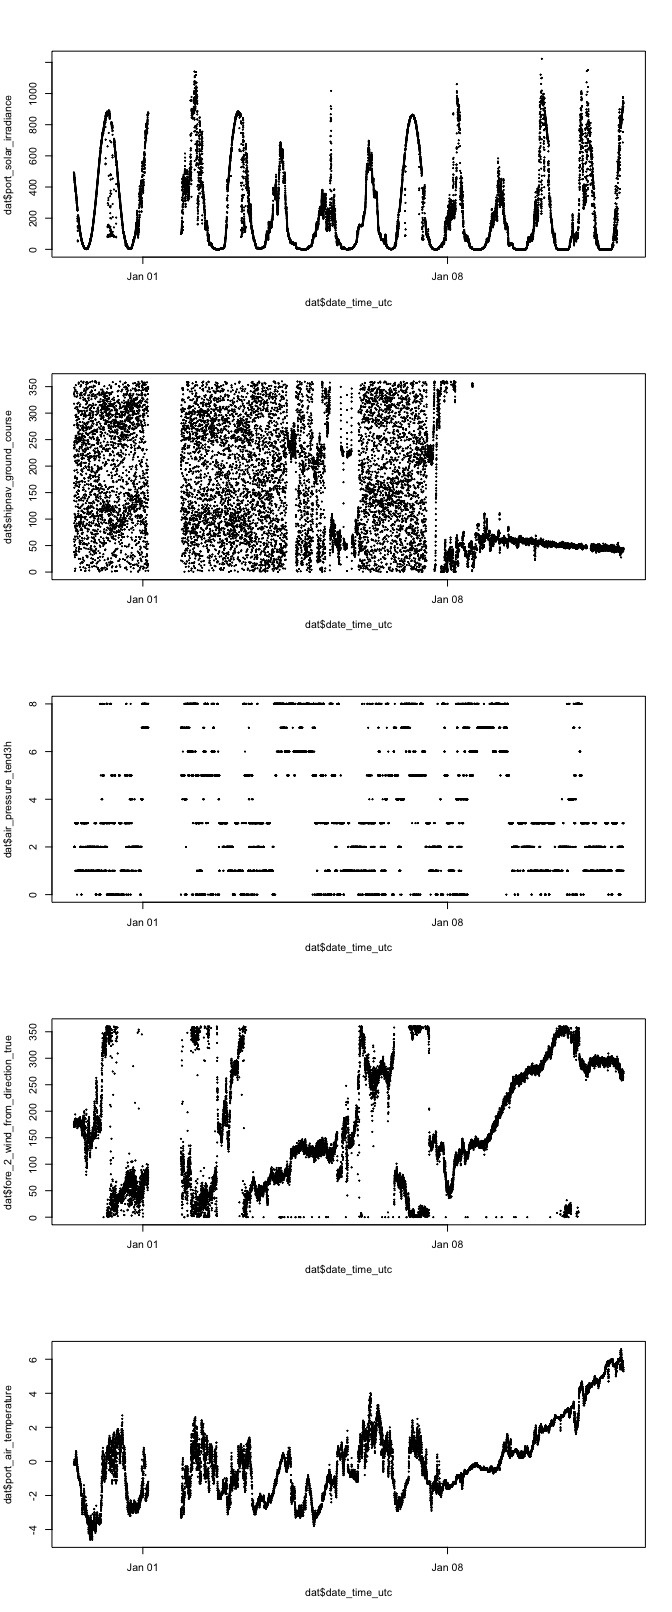 dat$port_solar_irradiance
0 200 400 600 800 1000
Jan 01 Jan 08
dat$date_time_utc
dat$shipnav_ground_course
0 50 100 150 200 250 300 350
Jan 01 Jan 08
dat$date_time_utc
dat$air_pressure_tend3h
0 2 4 6 8
Jan 01 Jan 08
dat$date_time_utc
dat$fore_2_wind_from_direction_true
0 50 100 150 200 250 300 350
Jan 01 Jan 08
dat$date_time_utc
dat$port_air_temperature
-4 -2 0 2 4 6
Jan 01 Jan 08
dat$date_time_utc